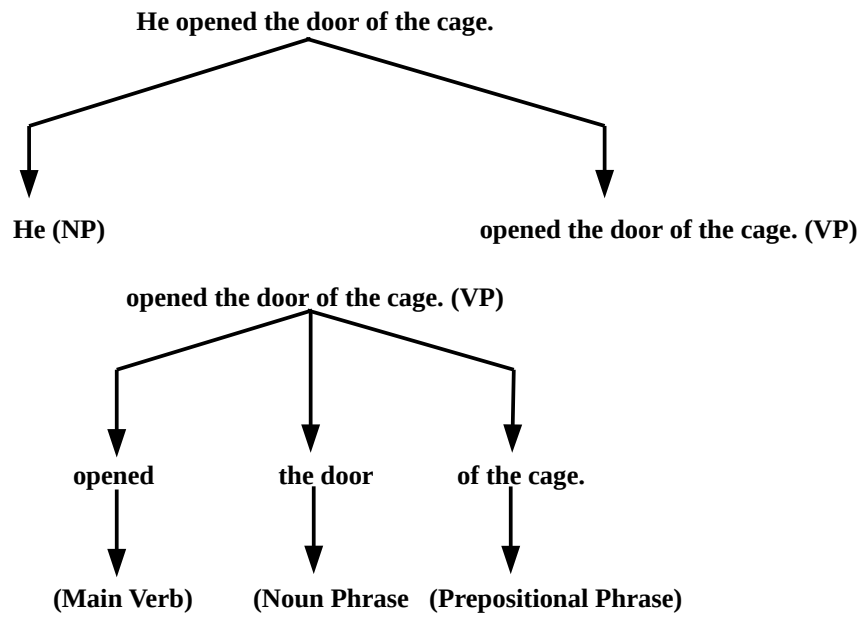 He opened the door of the cage.
He (NP) opened the door of the cage. (VP)
opened the door of the cage. (VP)
opened the door of the cage.
(Main Verb) (Noun Phrase (Prepositional Phrase)